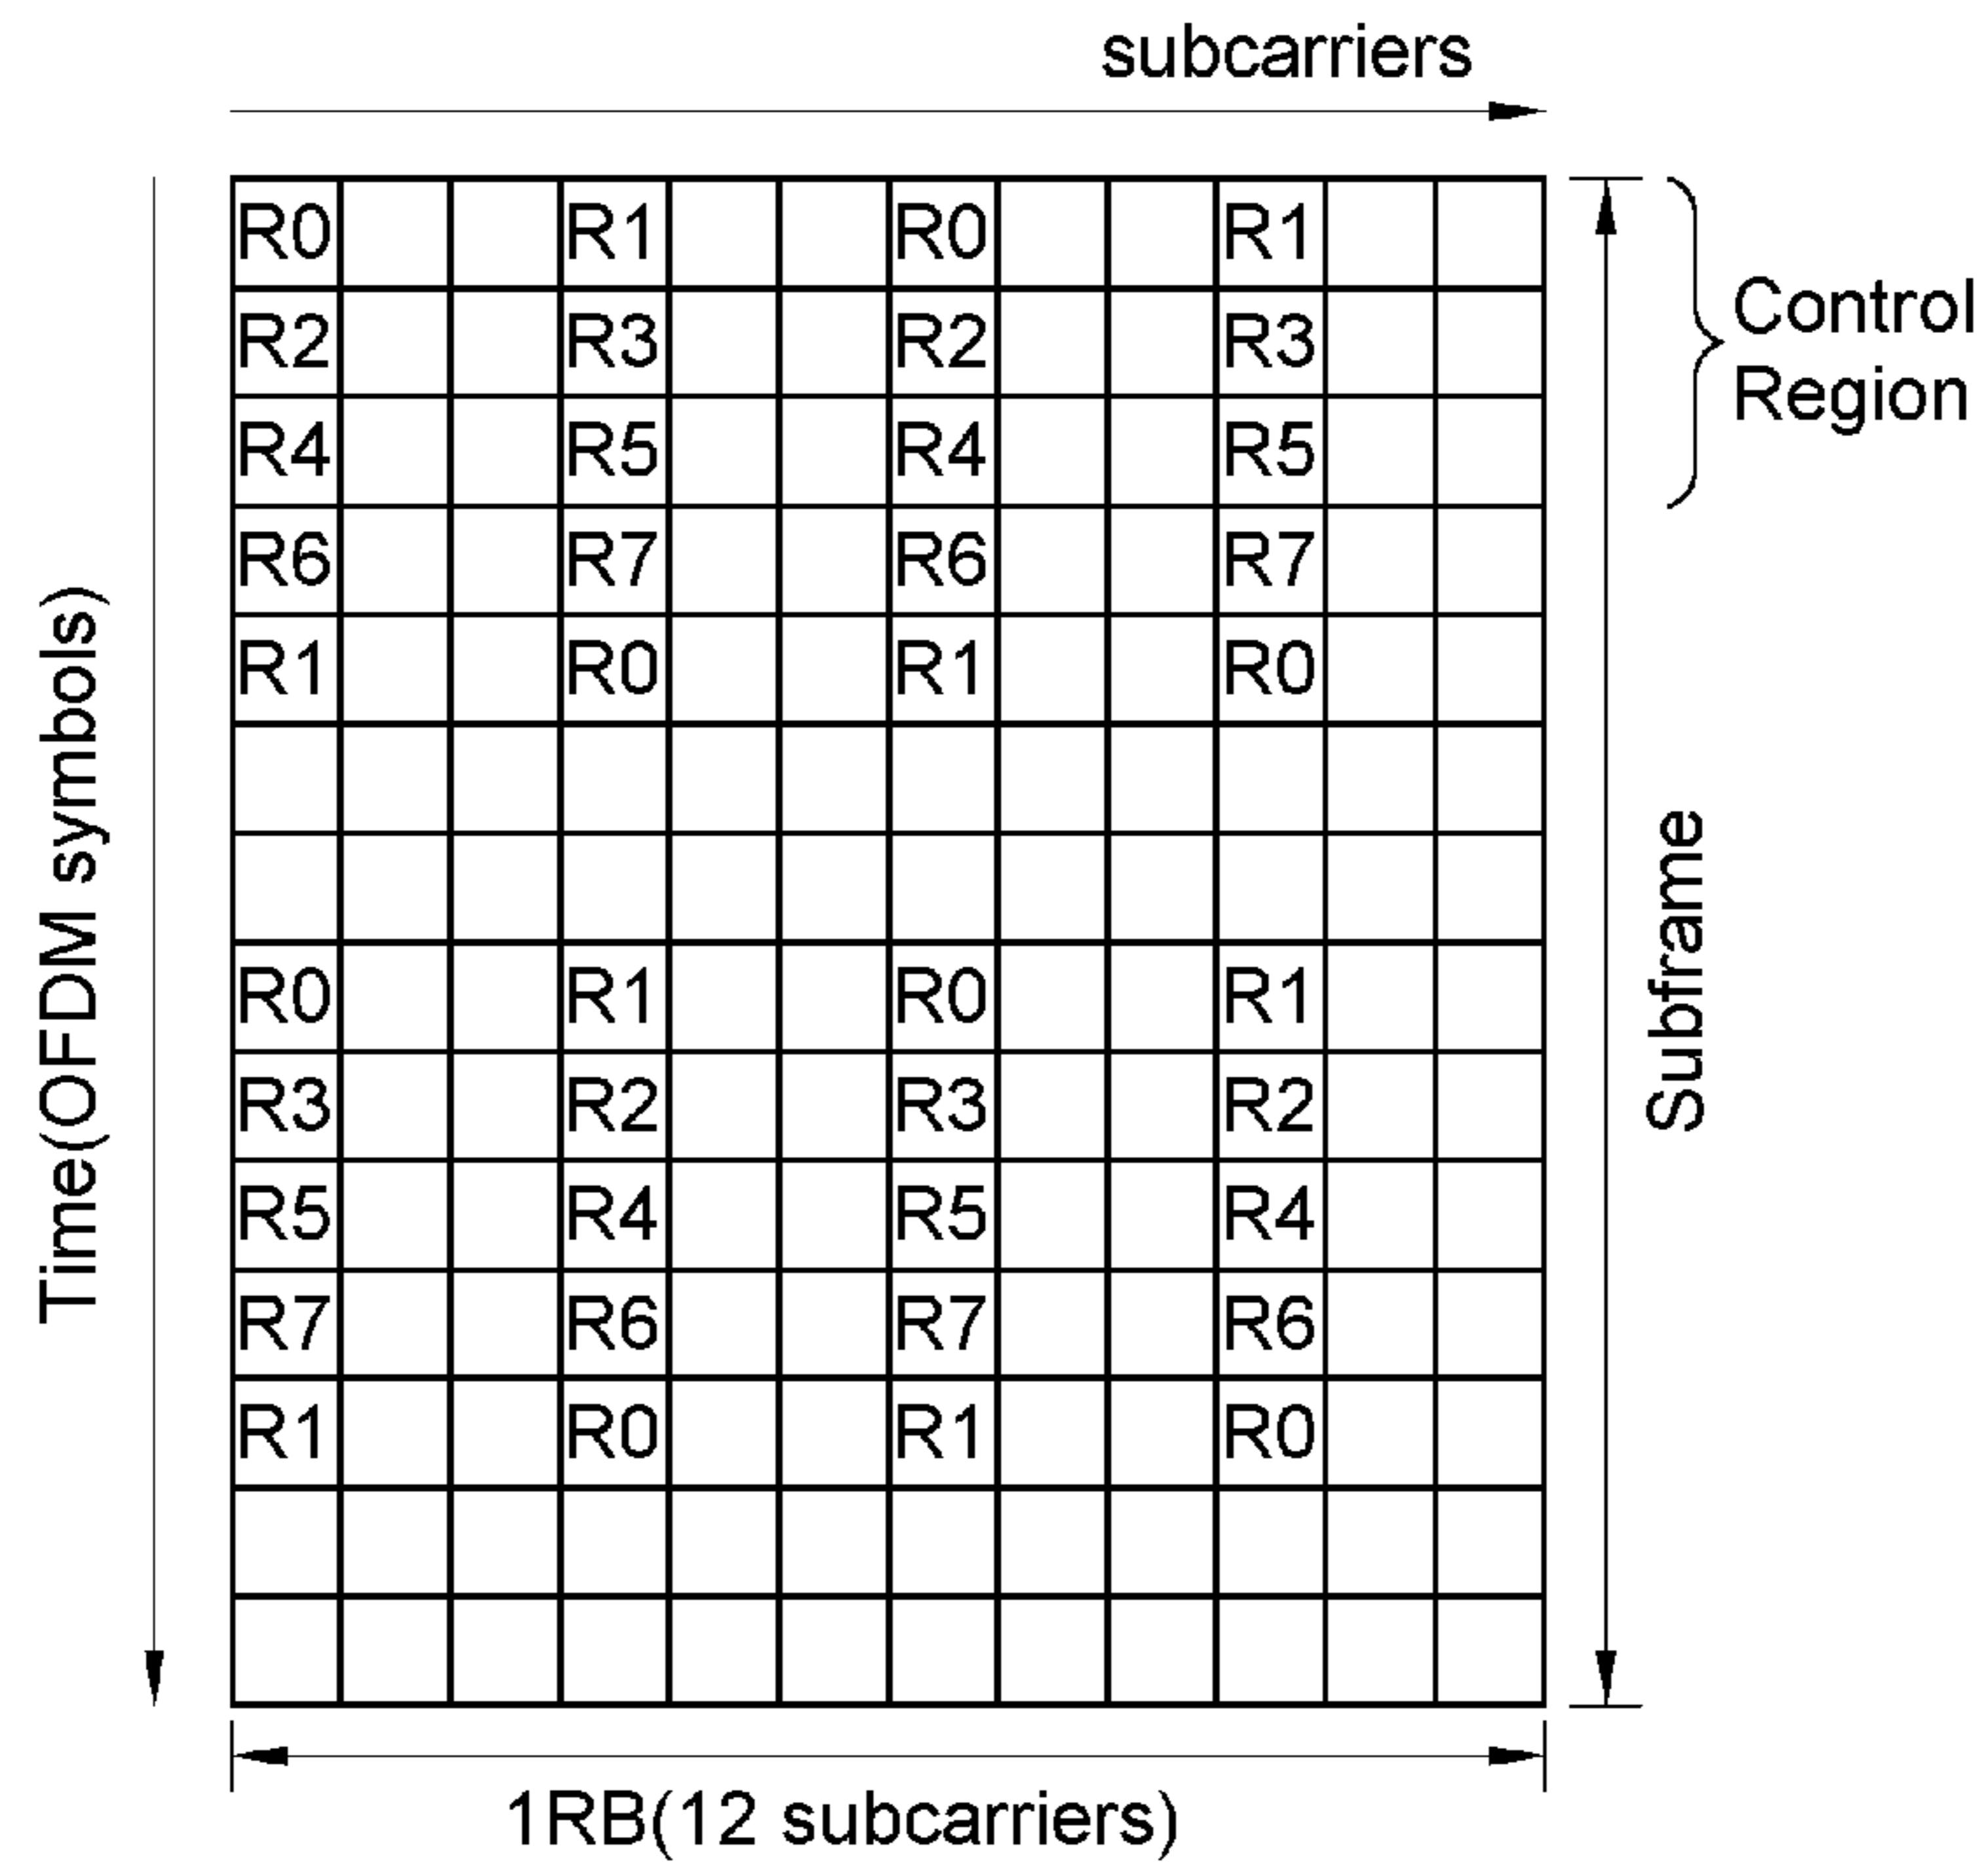 subcarriers
R0 R1 R0 R1
R2 R3 R2 R3
R4 R5 R4 R5
R6 R7 R6 R7
R1 R0 R1 R0
R0 R1 R0 R1
R3 R2 R3 R2
R5 R4 R5 R4
R7 R6 R7 R6
R1 R0 R1 R0
Control
Region
Time(OFDM symbols)
Subframe
1RB(12 subcarriers)